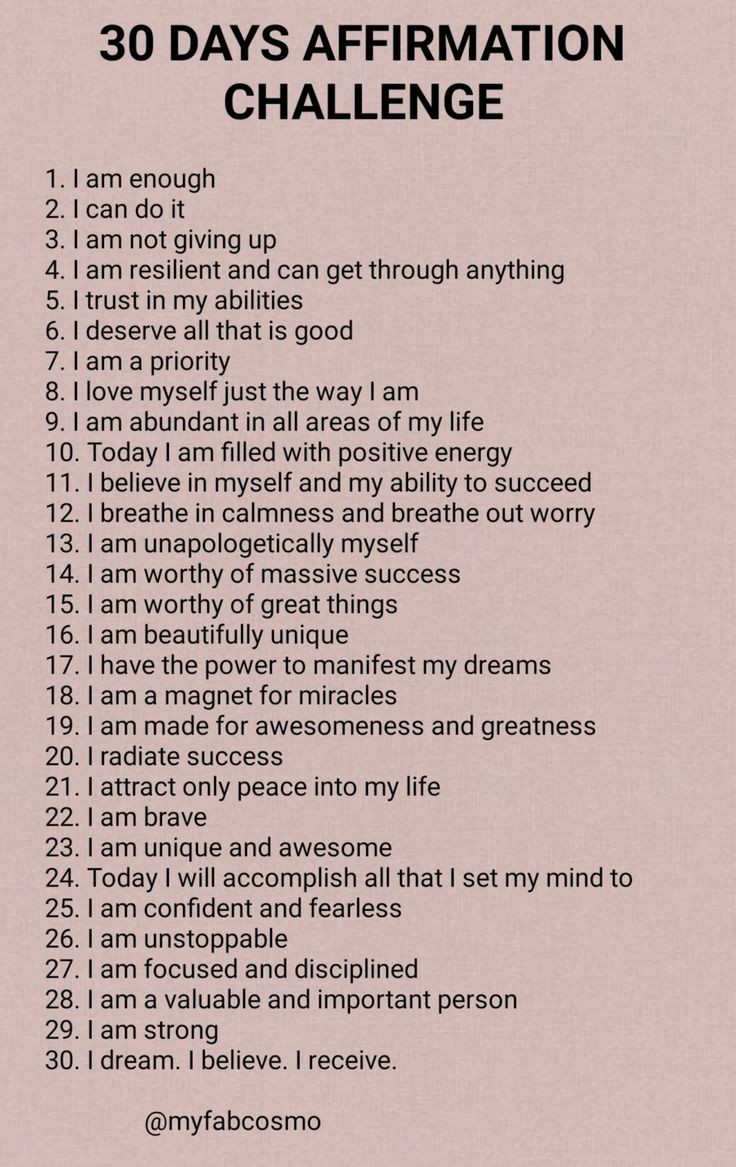 30 DAYS AFFIRMATION
CHALLENGE
1. I am enough
2. I can do it
3. I am not giving up
4. I am resilient and can get through anything
5. I trust in my abilities
6. I deserve all that is good
7. I am a priority
8. I love myself just the way I am
9. I am abundant in all areas of my life
10. Today I am filled with positive energy
11. I believe in myself and my ability to succeed
12. I breathe in calmness and breathe out worry
13. I am unapologetically myself
14. I am worthy of massive success
15. I am worthy of great things
16. I am beautifully unique
17. I have the power to manifest my dreams
18. I am a magnet for miracles
19. I am made for awesomeness and greatness
20. I radiate success
21. I attract only peace into my life
22. I am brave
23. I am unique and awesome
24. Today I will accomplish all that I set my mind to
25. I am confident and fearless
26. I am unstoppable
27. I am focused and disciplined
28. I am a valuable and important person
29. I am strong
30. I dream. I believe. I receive.
@myfabcosmo